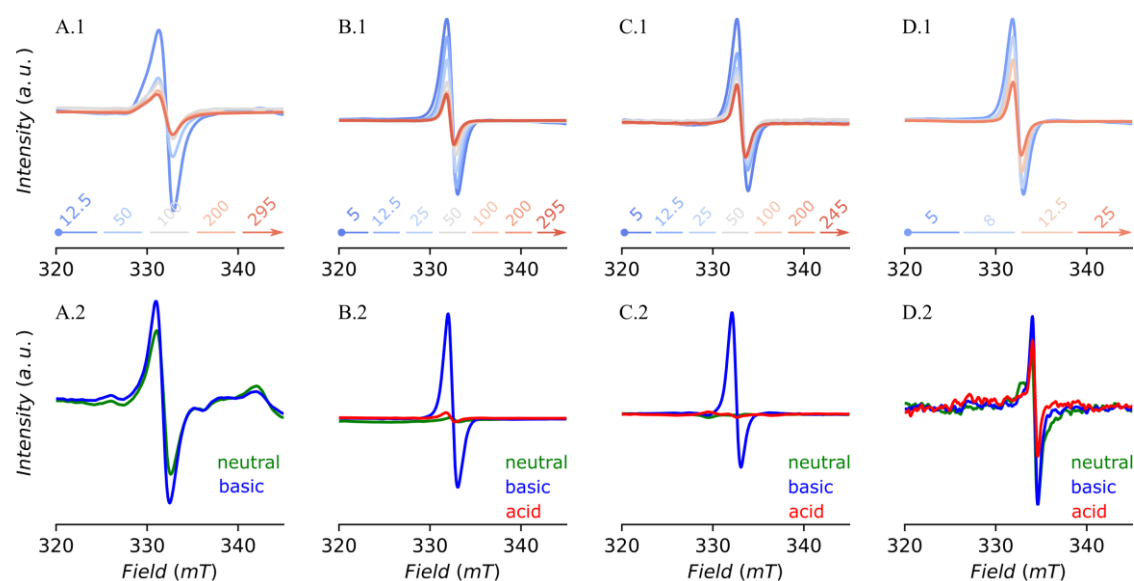 A.1 B.1 C.1 D.1
Intensity (a. u.)
12.5 50 100 200 295
5 12.5 25 50 100 200 295
5 12.5 25 50 100 200 245
5 8 12.5 25
320 330 340 320 330 340 320 330 340 320 330 340
A.2 B.2 C.2 D.2
Intensity (a. u.)
neutral
basic
neutral
basic
acid
neutral
basic
acid
neutral
basic
acid
320 330 340 320 330 340 320 330 340 320 330 340
Field (mT) Field (mT) Field (mT) Field (mT)